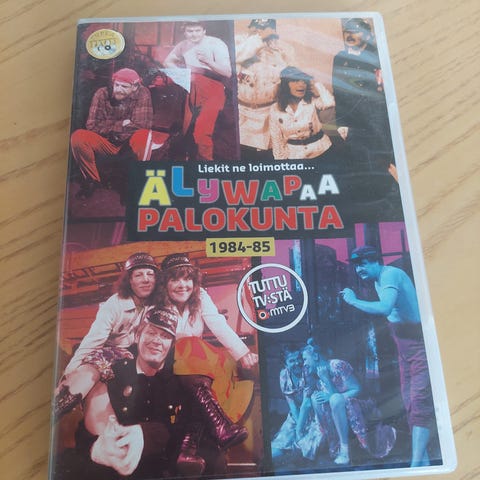 Liekit ne loimottaa...
ÄLYWAPAA
PALOKUNTA
1984-85
TUTTU
TV:STÄ
MTV3